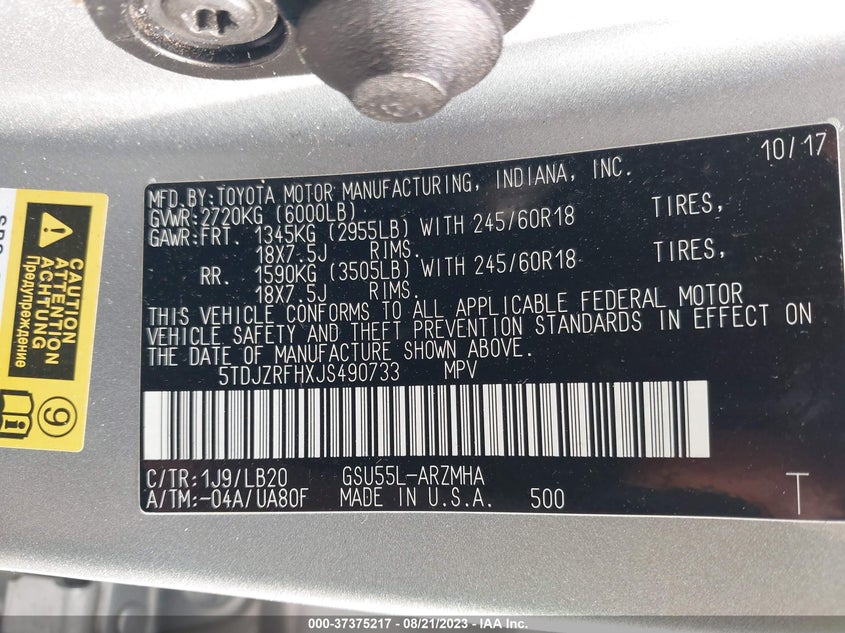 10/17
MFD.BY:TOYOTA MOTOR MANUFACTURING, INDIANA, INC.
GVWR:2720KG (6000LB)
GAWR:FRT. 1345KG (2955LB) WITH 245/60R18 TIRES,
18X7.5J RIMS.
RR. 1590KG (3505LB) WITH 245/60R18 TIRES,
18X7.5J RIMS.
THIS VEHICLE CONFORMS TO ALL APPLICABLE FEDERAL MOTOR
VEHICLE SAFETY AND THEFT PREVENTION STANDARDS IN EFFECT ON
THE DATE OF MANUFACTURE SHOWN ABOVE.
5TDJZRFHXJS490733 MPV
C/TR:1J9/LB20 GSU55L-ARZMHA
A/TM:-04A/UA80F MADE IN U.S.A. 500
T
CAUTION
ATTENTION
ACHTUNG
Предупреждение
9
000-37375217 - 08/21/2023 - IAA Inc.